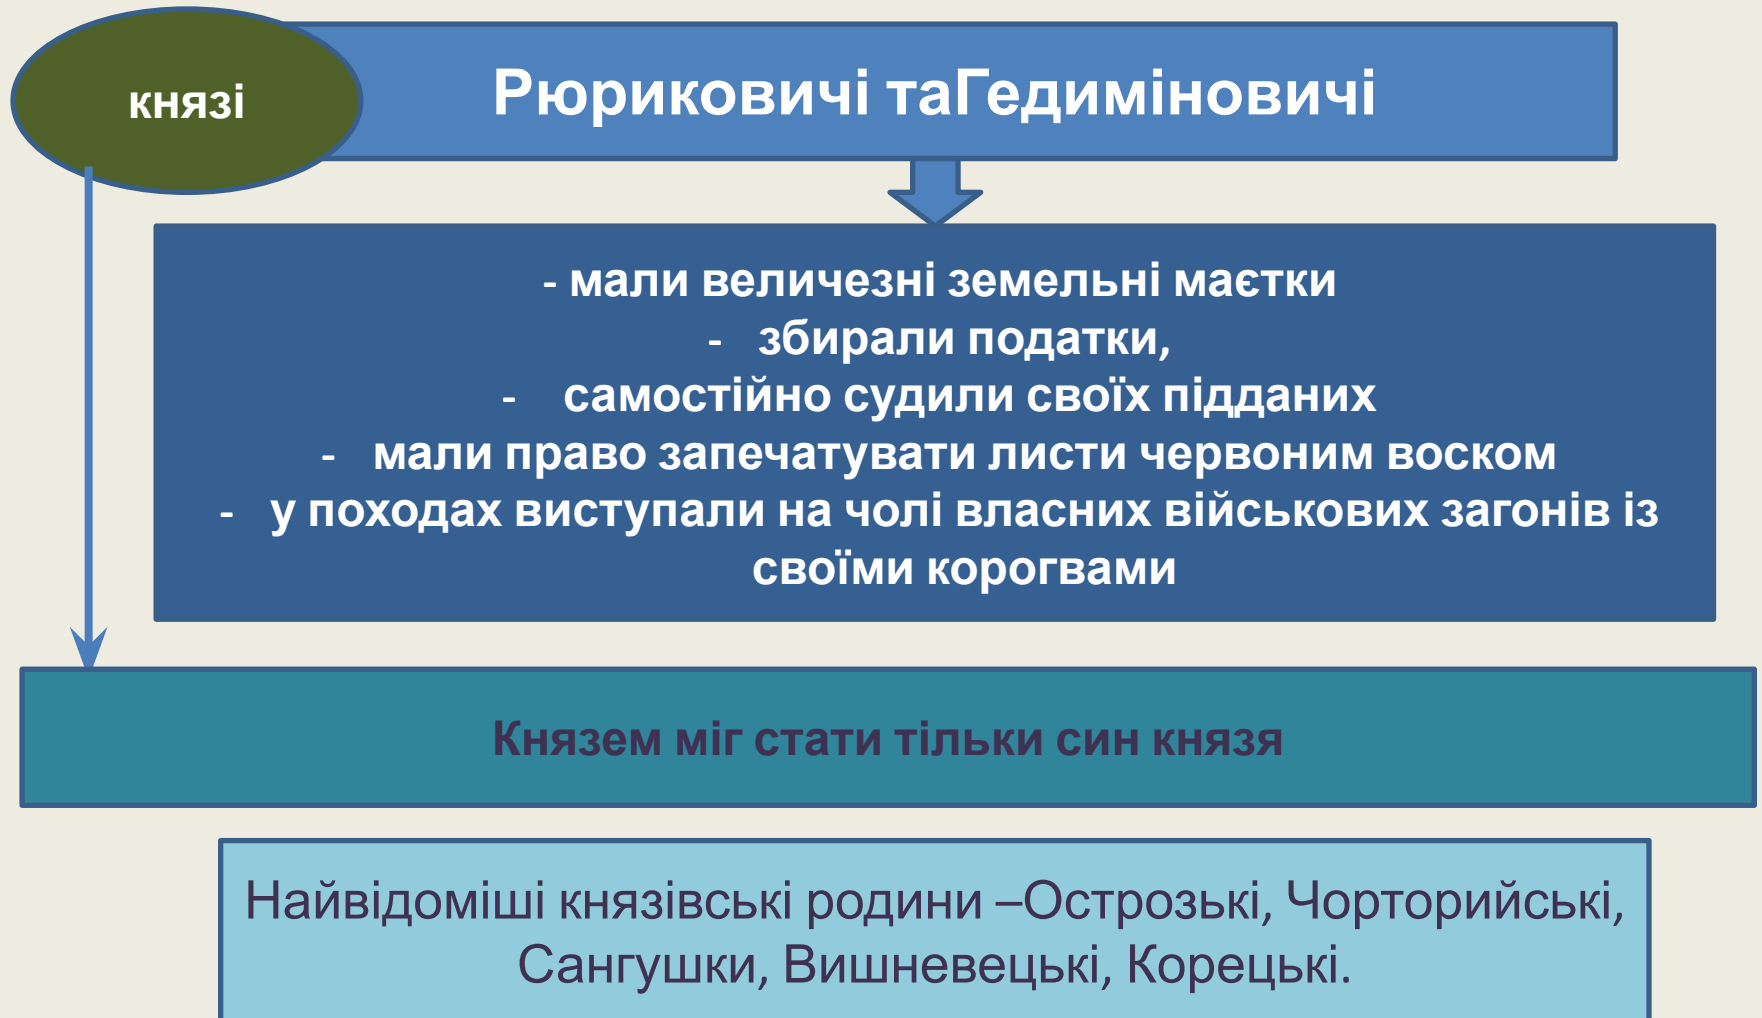 князі
Рюриковичі таГедиміновичі
- мали величезні земельні маєтки
- збирали податки,
- самостійно судили своїх підданих
- мали право запечатувати листи червоним воском
- у походах виступали на чолі власних військових загонів із
своїми корогвами
Князем міг стати тільки син князя
Найвідоміші князівські родини –Острозькі, Чорторийські,
Сангушки, Вишневецькі, Корецькі.